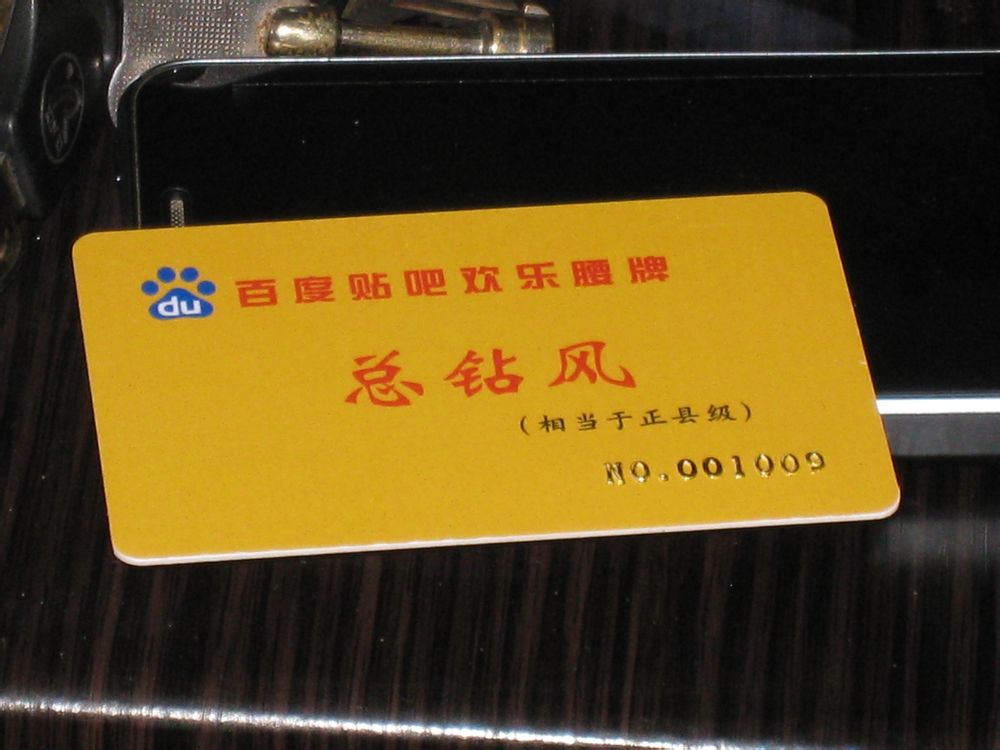 du 百度贴吧欢乐腰牌
总钻风
(相当于正县级)
NO.001009